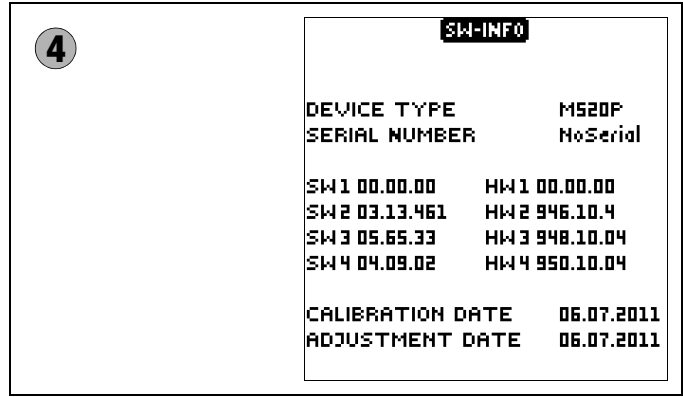 4
SW-INFO
DEVICE TYPE M520P
SERIAL NUMBER NoSerial
SW1 00.00.00 HW1 00.00.00
SW2 03.13.461 HW2 946.10.4
SW3 05.65.33 HW3 948.10.04
SW4 04.09.02 HW4 950.10.04
CALIBRATION DATE 06.07.2011
ADJUSTMENT DATE 06.07.2011